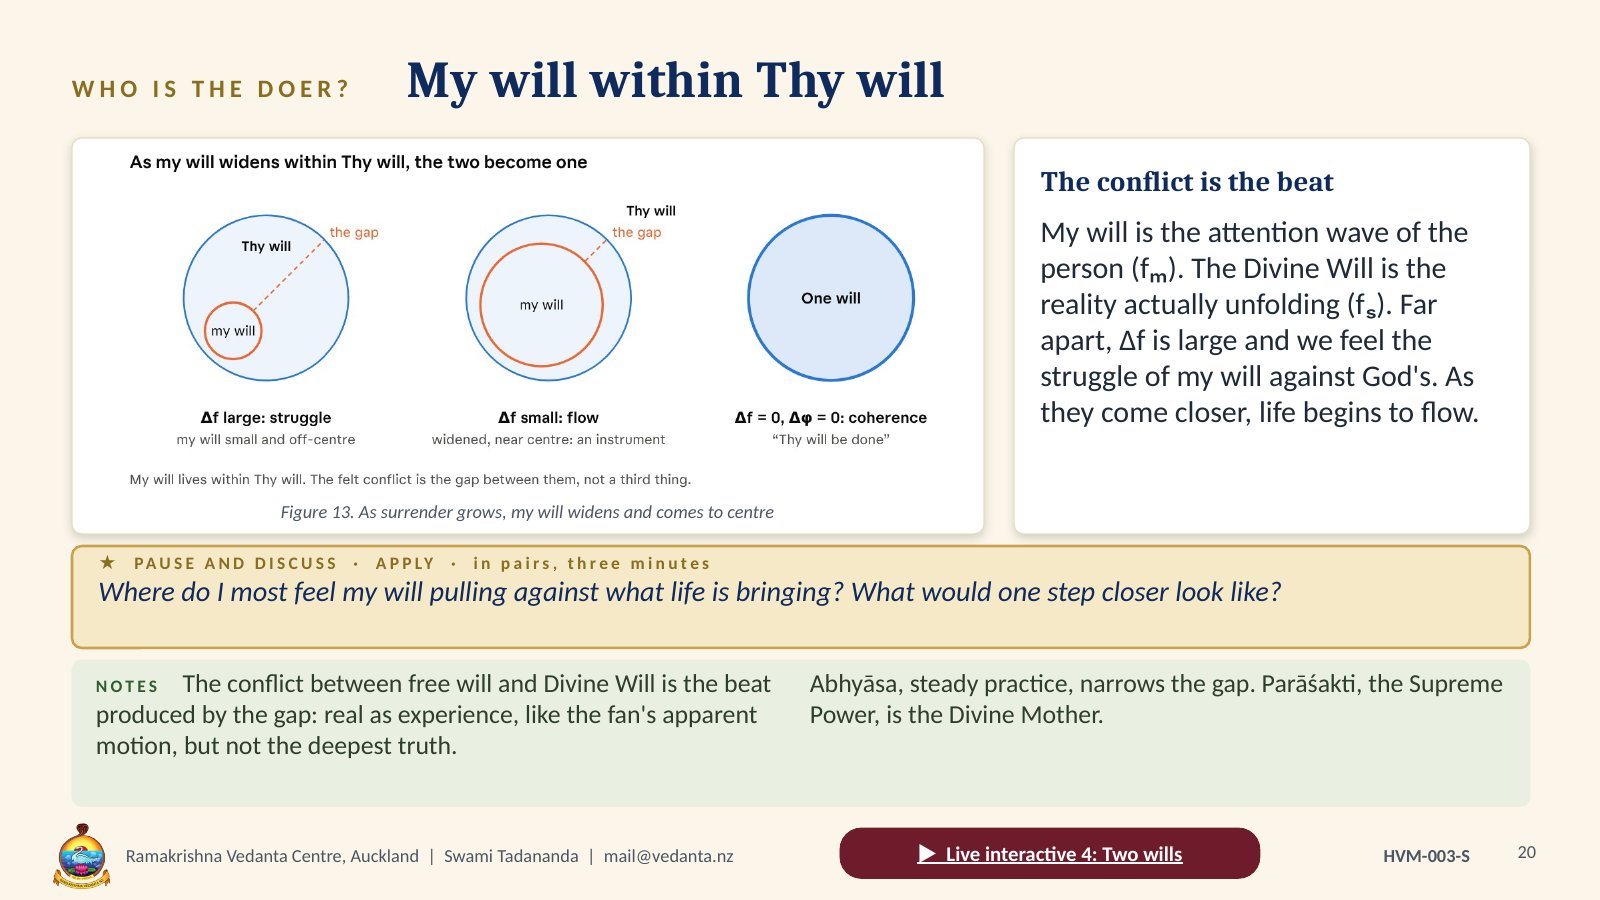 WHO IS THE DOER?
My will within Thy will
As my will widens within Thy will, the two become one
Thy will
the gap
my will
Δf large: struggle
my will small and off-centre
Thy will
the gap
my will
Δf small: flow
widened, near centre: an instrument
One will
Δf = 0, Δφ = 0: coherence
“Thy will be done”
My will lives within Thy will. The felt conflict is the gap between them, not a third thing.
Figure 13. As surrender grows, my will widens and comes to centre
The conflict is the beat
My will is the attention wave of the
person (fₘ). The Divine Will is the
reality actually unfolding (fₛ). Far
apart, Δf is large and we feel the
struggle of my will against God's. As
they come closer, life begins to flow.
★ PAUSE AND DISCUSS · APPLY · in pairs, three minutes
Where do I most feel my will pulling against what life is bringing? What would one step closer look like?
NOTES The conflict between free will and Divine Will is the beat
produced by the gap: real as experience, like the fan's apparent
motion, but not the deepest truth.
Abhyāsa, steady practice, narrows the gap. Parāśakti, the Supreme
Power, is the Divine Mother.
Ramakrishna Vedanta Centre, Auckland | Swami Tadananda | mail@vedanta.nz
▶ Live interactive 4: Two wills
HVM-003-S
20